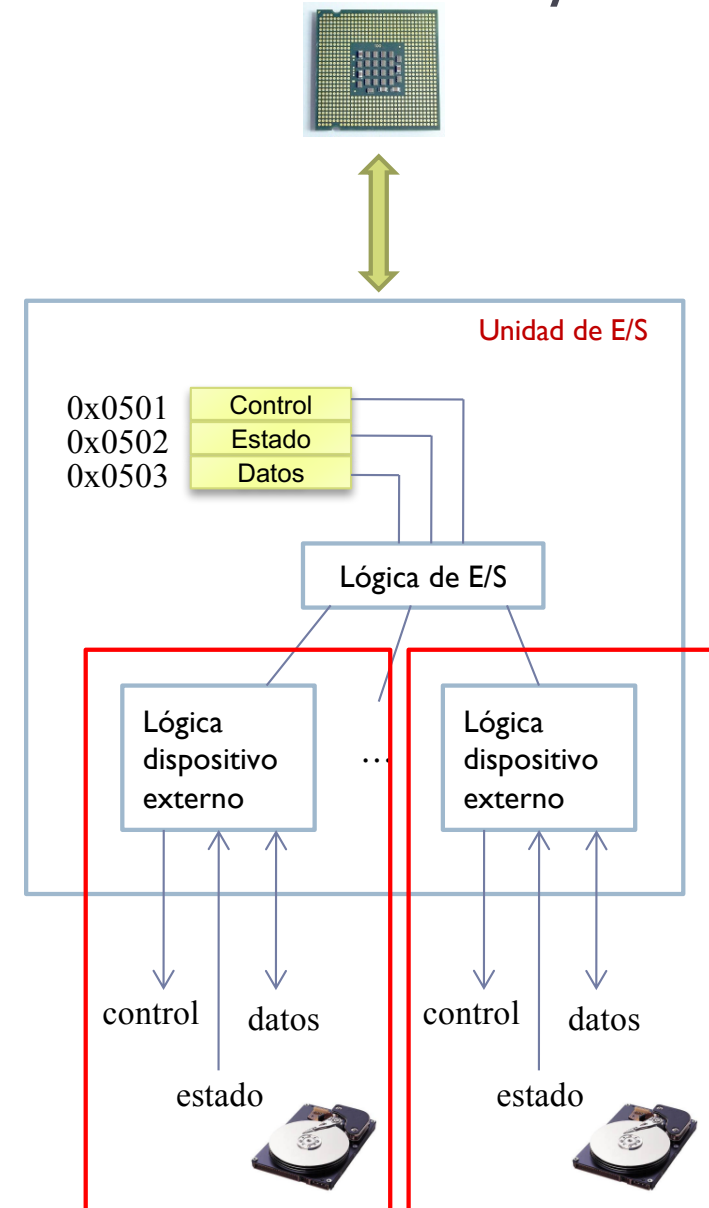 Unidad de E/S
0x0501 Control
0x0502 Estado
0x0503 Datos
Lógica de E/S
Lógica
dispositivo
externo
...
Lógica
dispositivo
externo
control datos
estado
control datos
estado